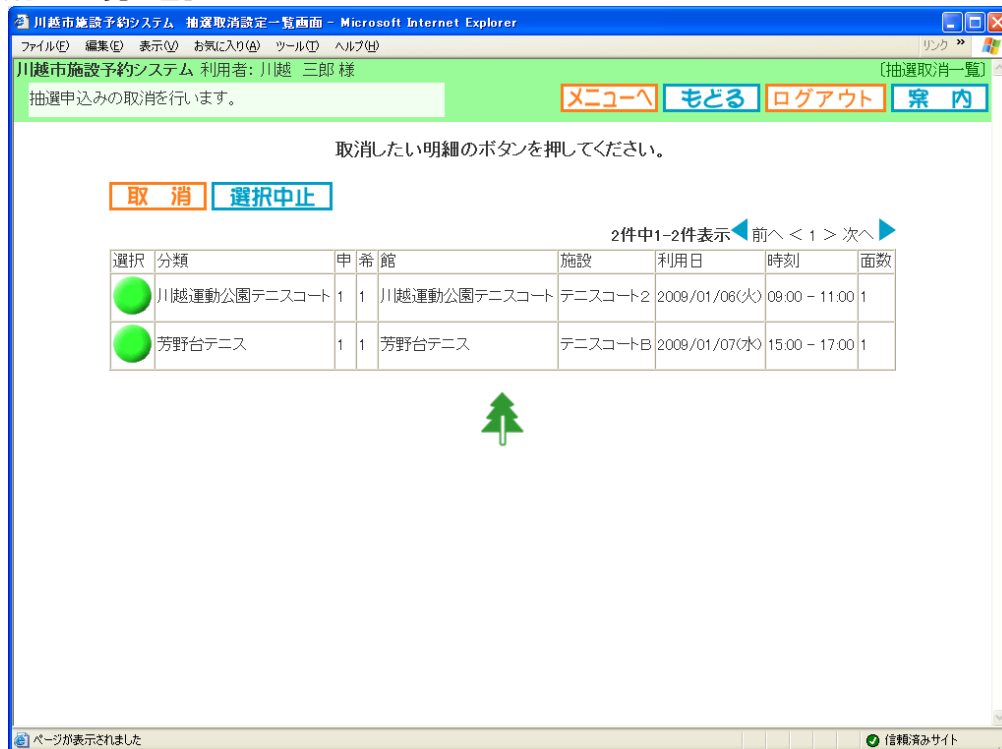 川越市施設予約システム 抽選取消設定一覧画面 - Microsoft Internet Explorer
ファイル(F) 編集(E) 表示(V) お気に入り(A) ツール(T) ヘルプ(H) リンク »
川越市施設予約システム 利用者: 川越 三郎 様 [抽選取消一覧]
抽選申込みの取消を行います。 メニューへ もどる ログアウト 案 内
取消したい明細のボタンを押してください。
取 消 選択中止
2件中1-2件表示 前へ < 1 > 次へ
選択 分類 申 希 館 施設 利用日 時刻 面数
川越運動公園テニスコート 1 1 川越運動公園テニスコート テニスコート2 2009/01/06(火) 09:00 - 11:00 1
芳野台テニス 1 1 芳野台テニス テニスコートB 2009/01/07(水) 15:00 - 17:00 1
ページが表示されました 信頼済みサイト